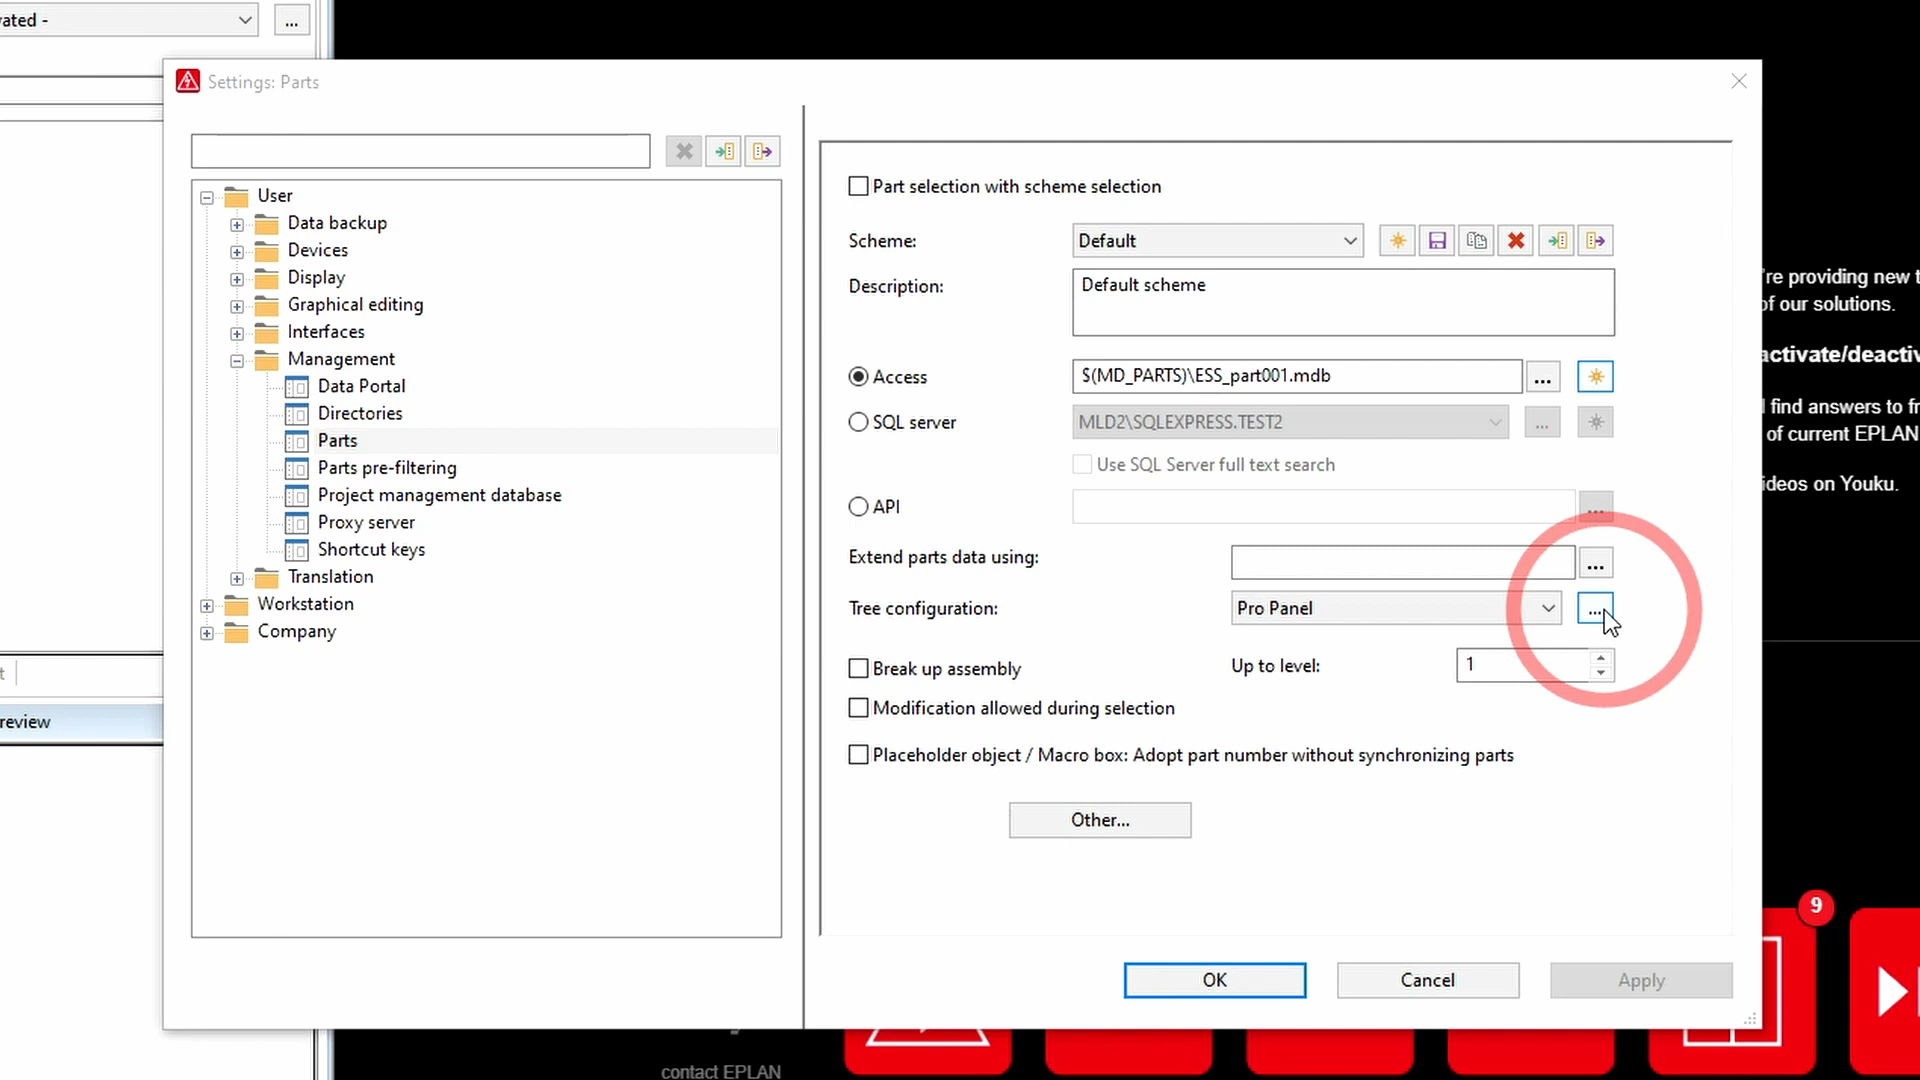 vated -
...
Settings: Parts
User
Data backup
Devices
Display
Graphical editing
Interfaces
Management
Data Portal
Directories
Parts
Parts pre-filtering
Project management database
Proxy server
Shortcut keys
Translation
Workstation
Company
Part selection with scheme selection
Scheme: Default
Description: Default scheme
Access $(MD_PARTS)\ESS_part001.mdb ...
SQL server MLD2\SQLEXPRESS.TEST2 ...
Use SQL Server full text search
API ...
Extend parts data using: ...
Tree configuration: Pro Panel ...
Break up assembly Up to level: 1
Modification allowed during selection
Placeholder object / Macro box: Adopt part number without synchronizing parts
Other...
OK Cancel Apply
t
review
're providing new t
of our solutions.
activate/deactiv
find answers to fr
of current EPLAN
ideos on Youku.
9
contact EPLAN